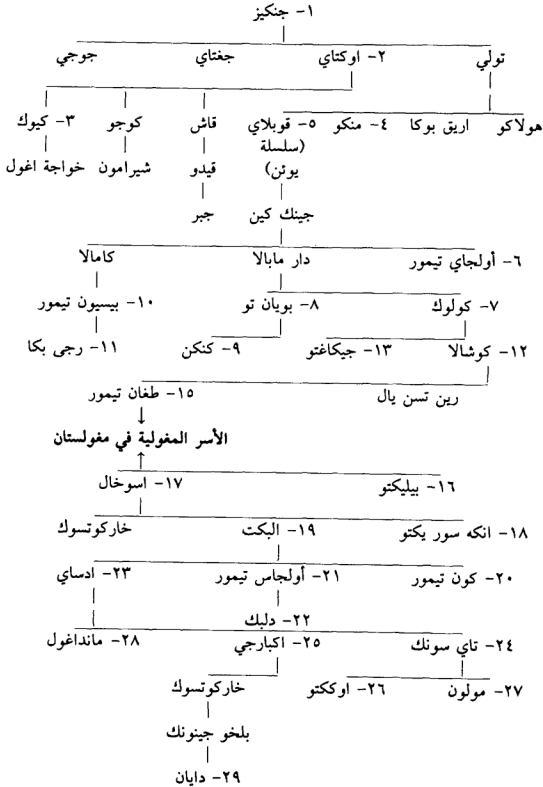 ١- جنكيز
تولي ٢- اوكتاي جغتاي جوجي
هولاكو اريق بوكا ٤- منكو ٥- قوبلاي قاش كوجو ٣- كيوك
(سلسلة
يوئن) قيدو شيرامون خواجة اغول
جينك كين جبر
٦- أولجاي تيمور دار مابالا كامالا
٧- كولوك ٨- بويان تو ١٠- بيسيون تيمور
١٢- كوشالا ١٣- جيكاغتو ٩- كنكن ١١- رجى بكا
رين تسن يال ١٥- طغان تيمور
الأسر المغولية في مغولستان
١٦- بيليكتو ١٧- اسوخال
١٨- انكه سور يكتو ١٩- البكت خاركوتسوك
٢٠- كون تيمور ٢١- أولجاس تيمور ٢٣- ادساي
٢٢- دلبك
٢٤- تاي سونك ٢٥- اكبارجي ٢٨- مانداغول
٢٧- مولون ٢٦- اوككتو خاركوتسوك
بلخو جينونك
٢٩- دايان